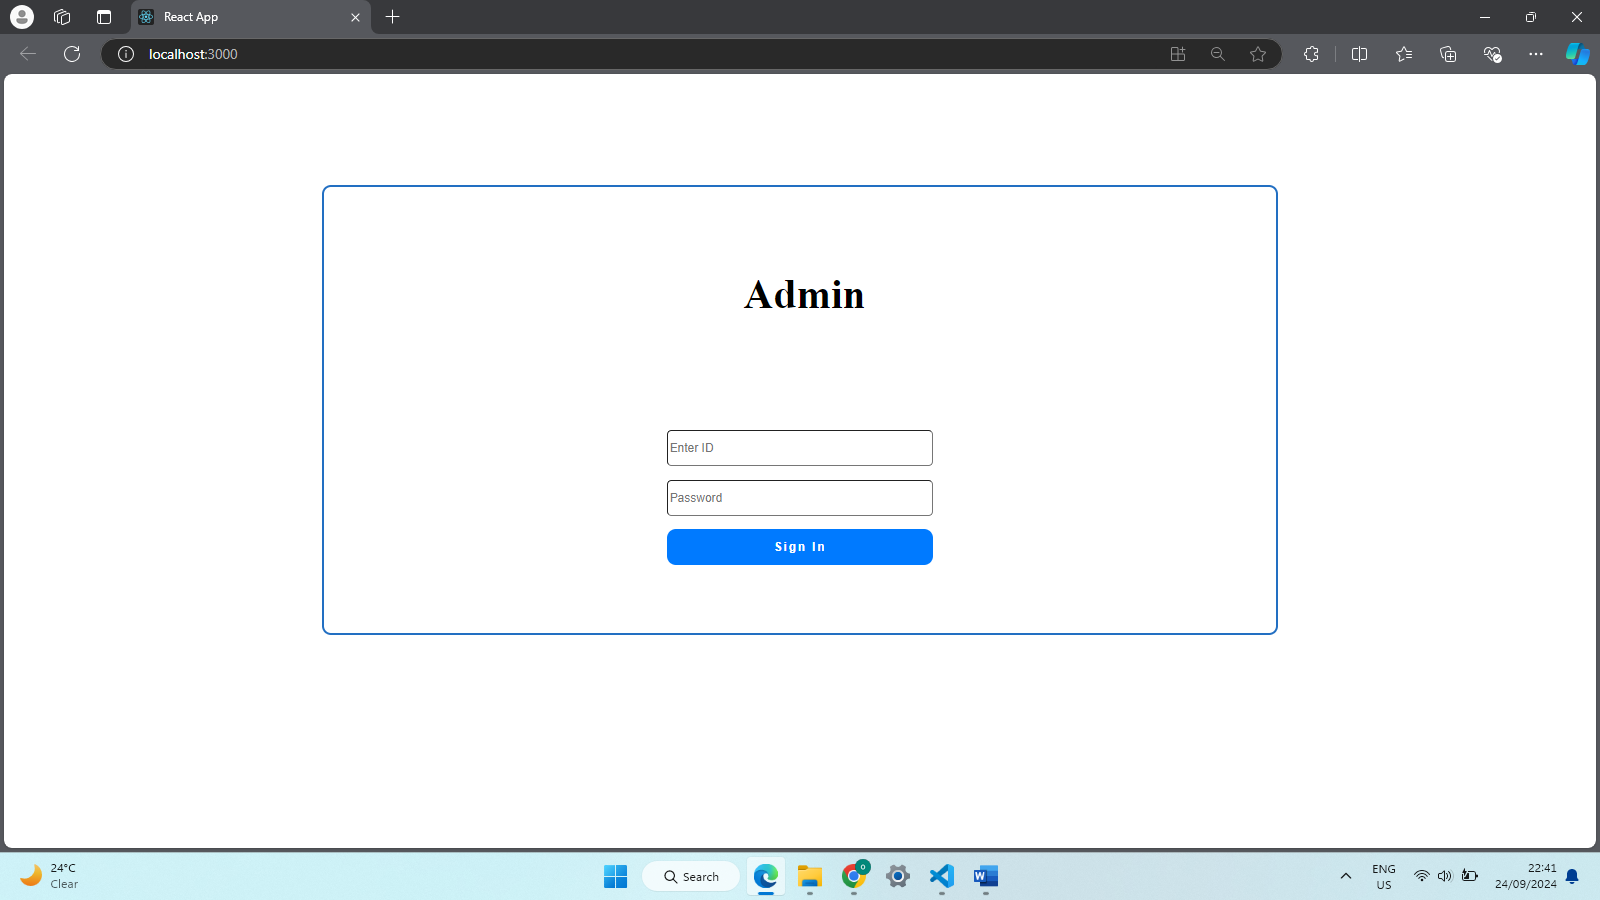 React App
localhost:3000
Admin
Enter ID
Password
Sign In
24°C
Clear
Search
ENG
US
22:41
24/09/2024